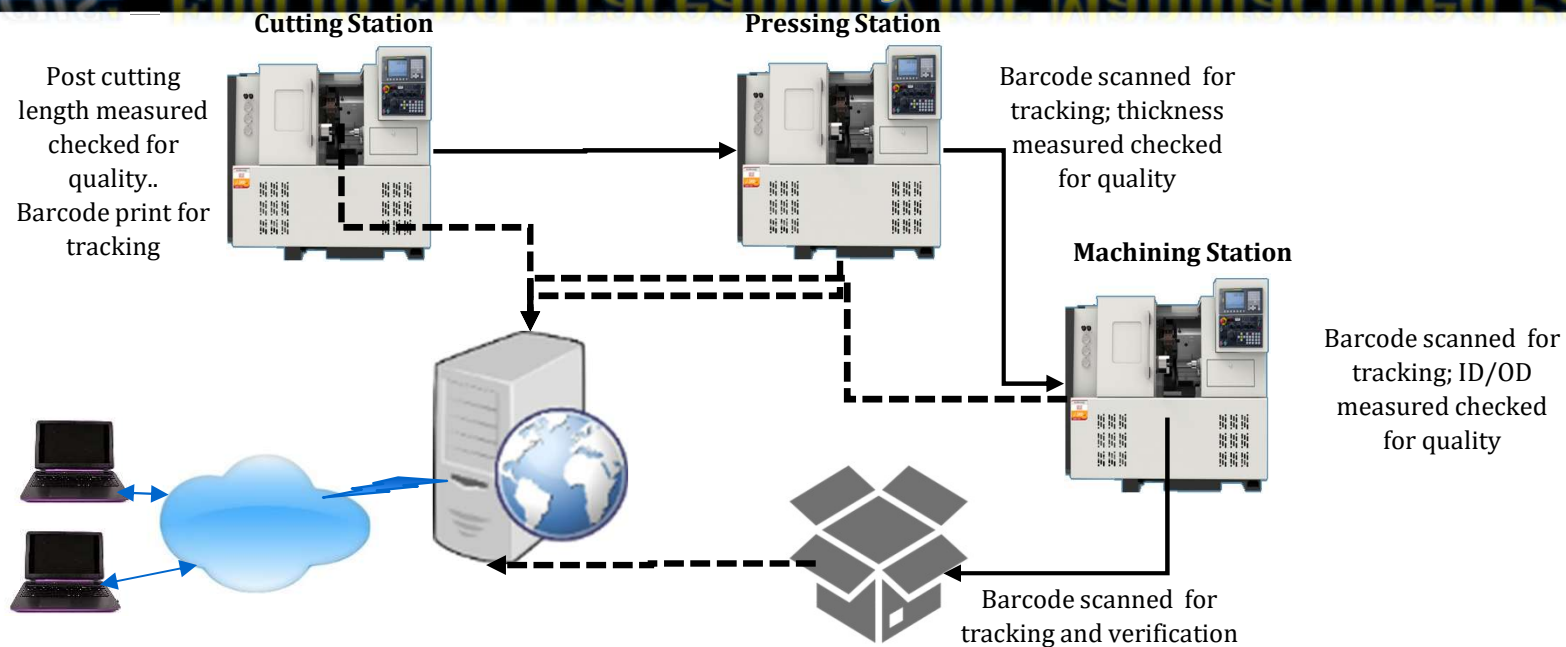 Cutting Station
Pressing Station
Post cutting
length measured
checked for
quality..
Barcode print for
tracking
Barcode scanned for
tracking; thickness
measured checked
for quality
Machining Station
Barcode scanned for
tracking; ID/OD
measured checked
for quality
Barcode scanned for
tracking and verification